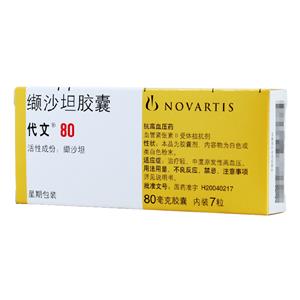 缬沙坦胶囊
代文® 80
活性成份：缬沙坦
星期包装
NOVARTIS
抗高血压药
血管紧张素Ⅱ受体拮抗剂
性状：本品为胶囊剂，内容物为白色或
类白色粉末。
适应症：治疗轻、中度原发性高血压。
用法用量、不良反应、禁忌、注意事项
详见说明书。
批准文号：国药准字 H20040217
80毫克胶囊 内装7粒